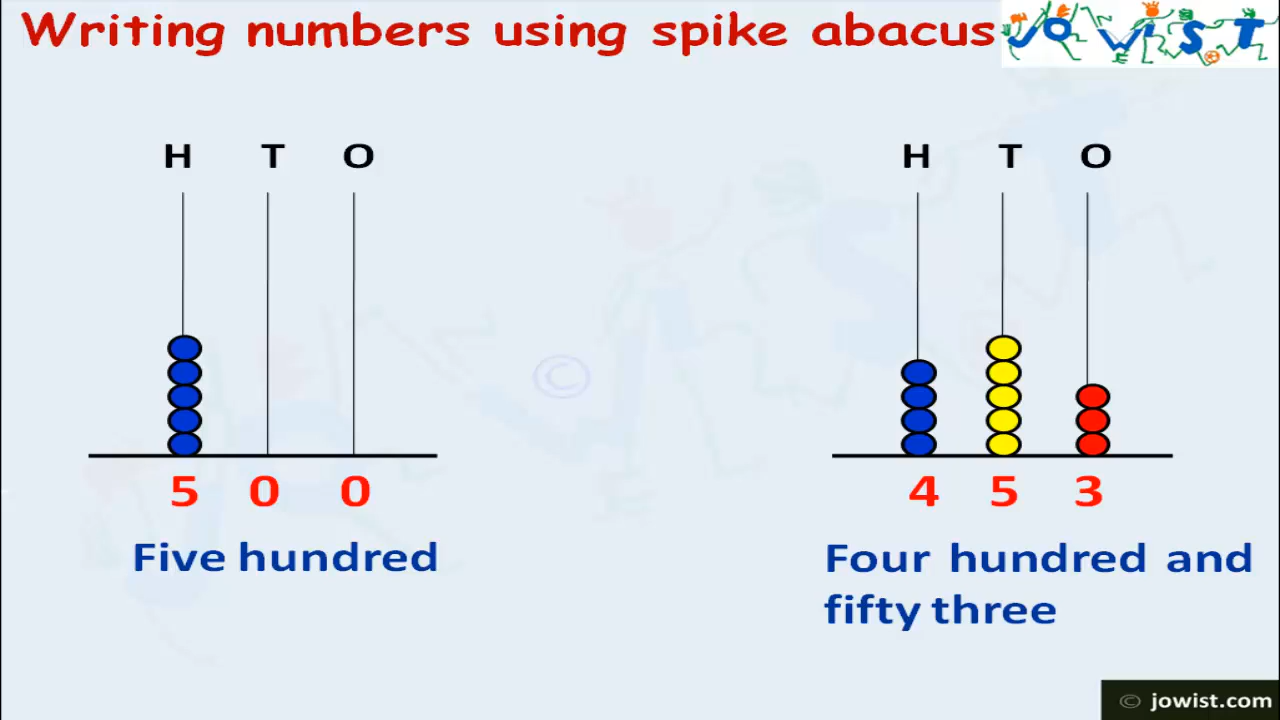 Writing numbers using spike abacus
JOWIST
H T O
5 0 0
Five hundred
H T O
4 5 3
Four hundred and
fifty three
©
© jowist.com